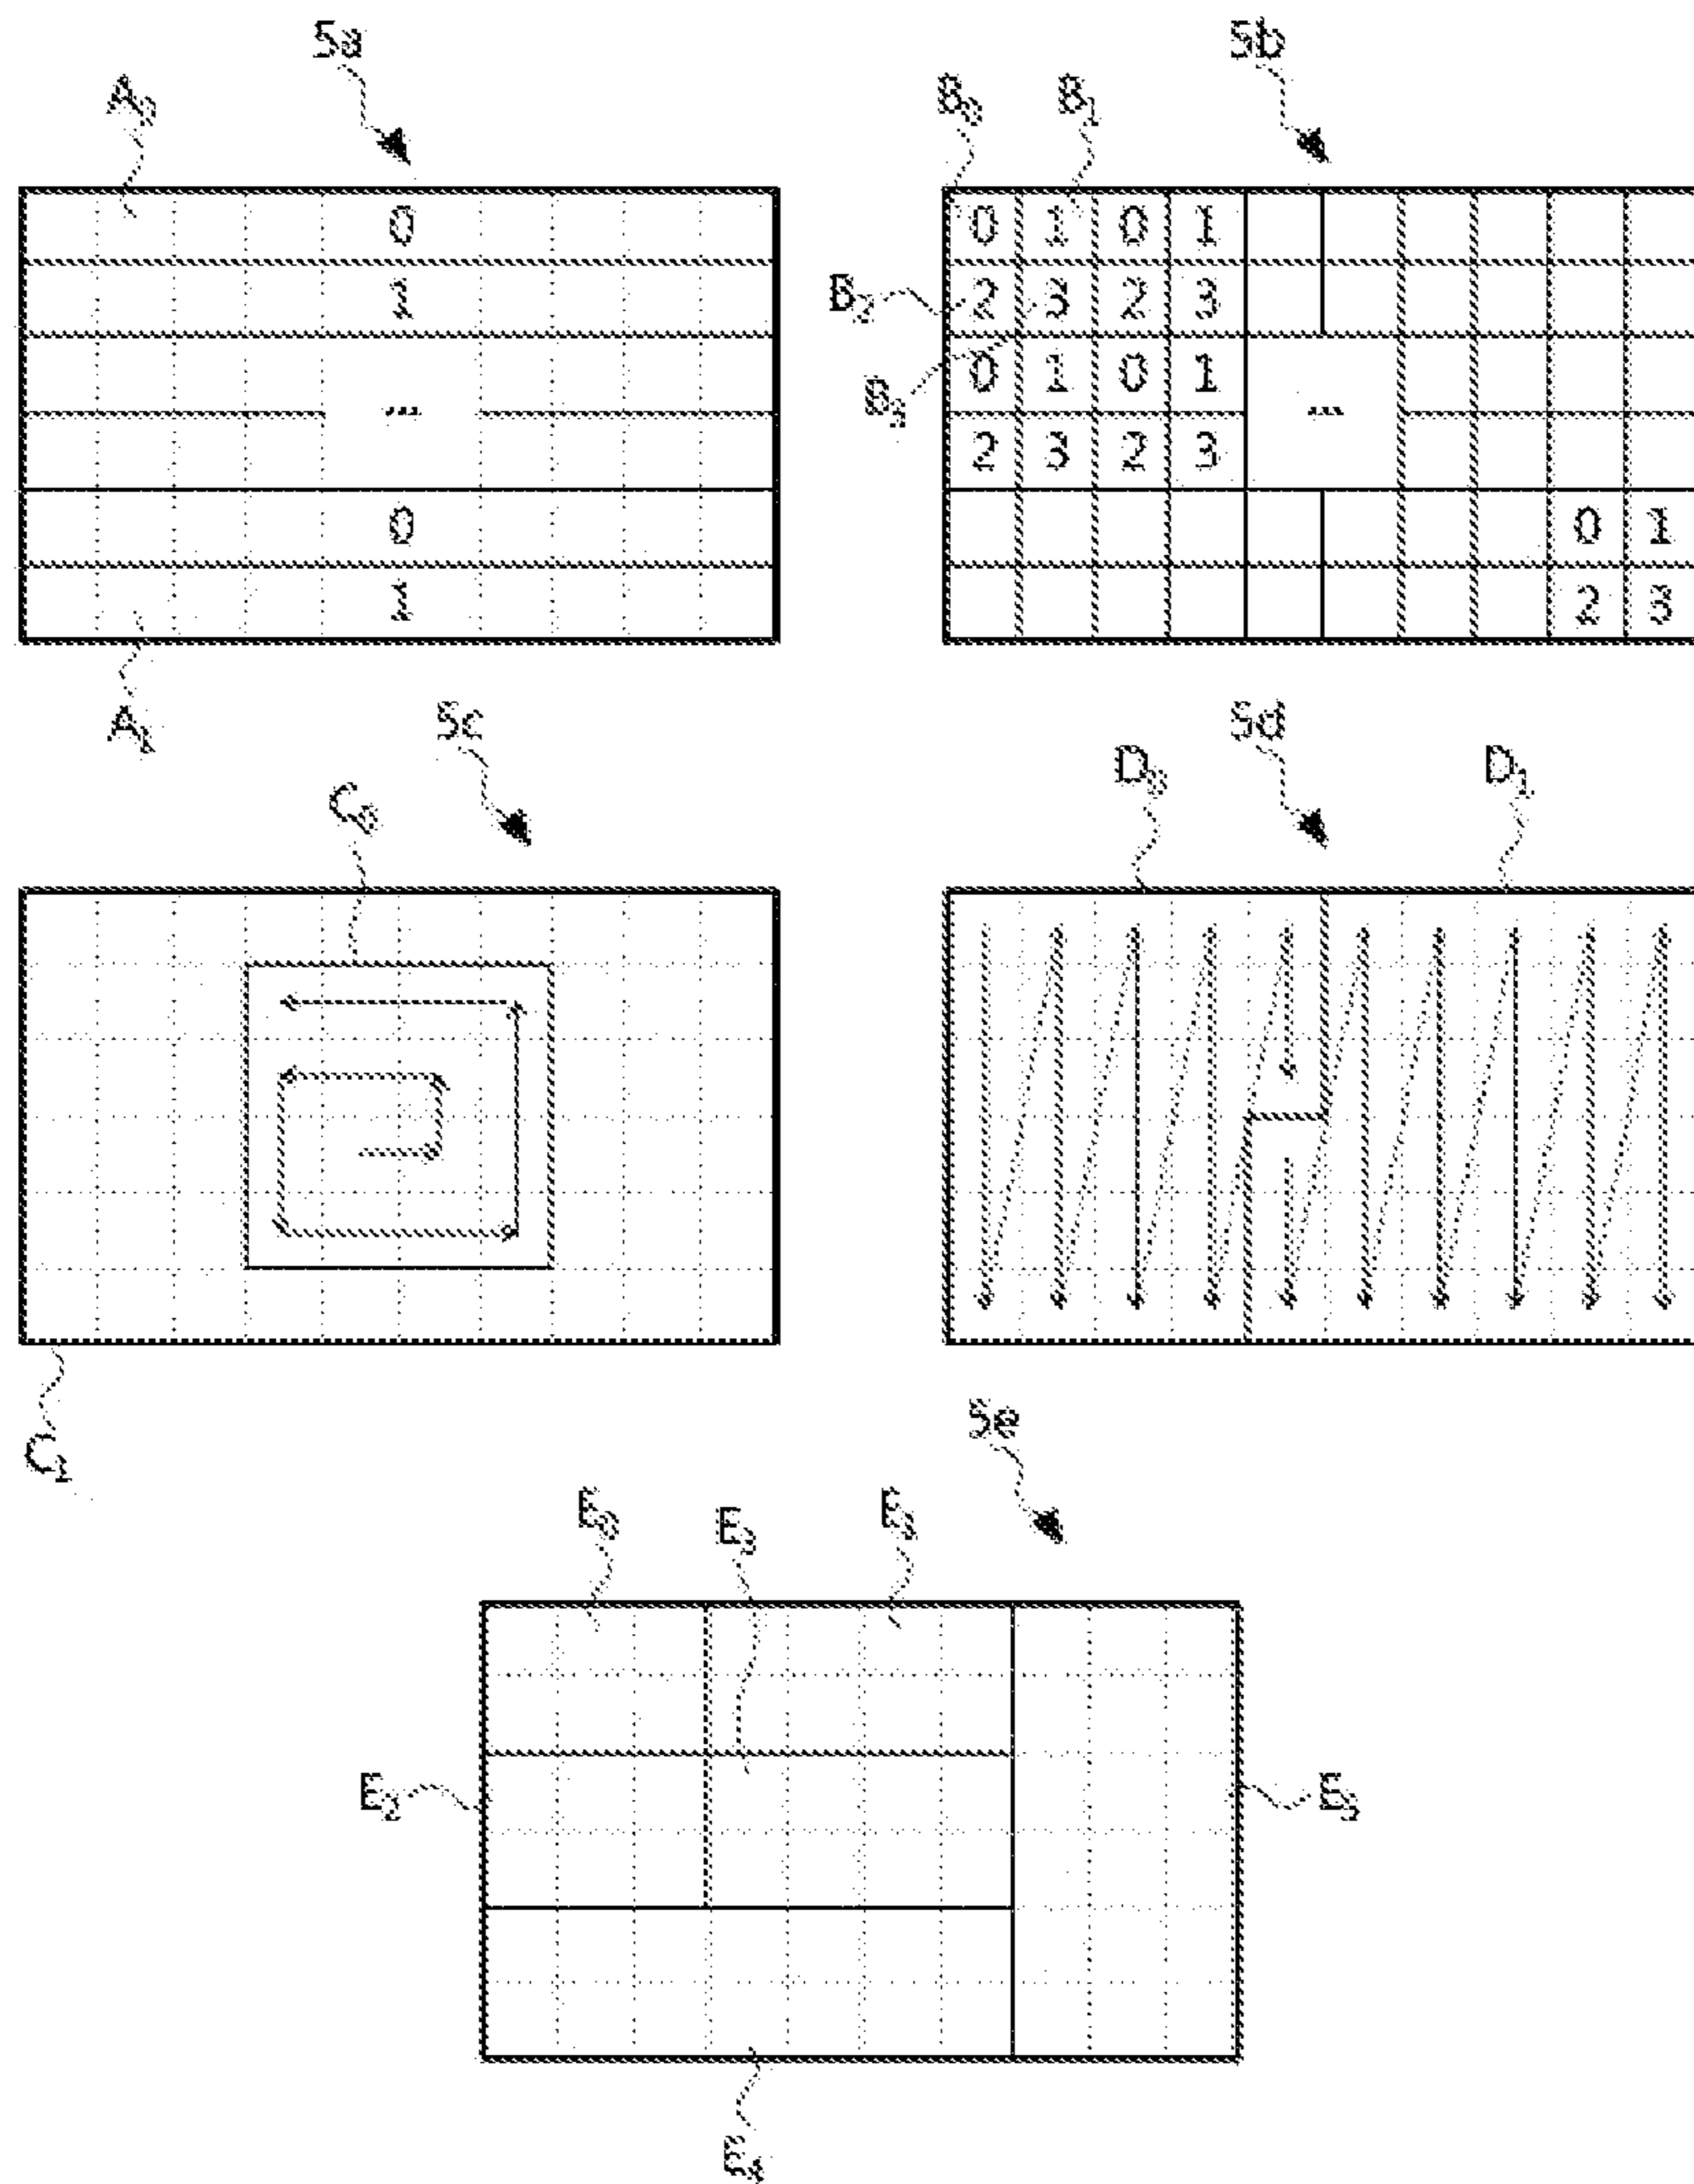 5a 5b
A₀ B₀ B₁
0 0 1 0 1
1 B₂ 2 3 2 3
B₃ 0 1 0 1
... ...
2 3 2 3
0 0 1
1 2 3
A₁ 5c 5d
C₀ D₀ D₁
C₁
5e
E₀ E₃ E₁
E₂ E₅
E₄